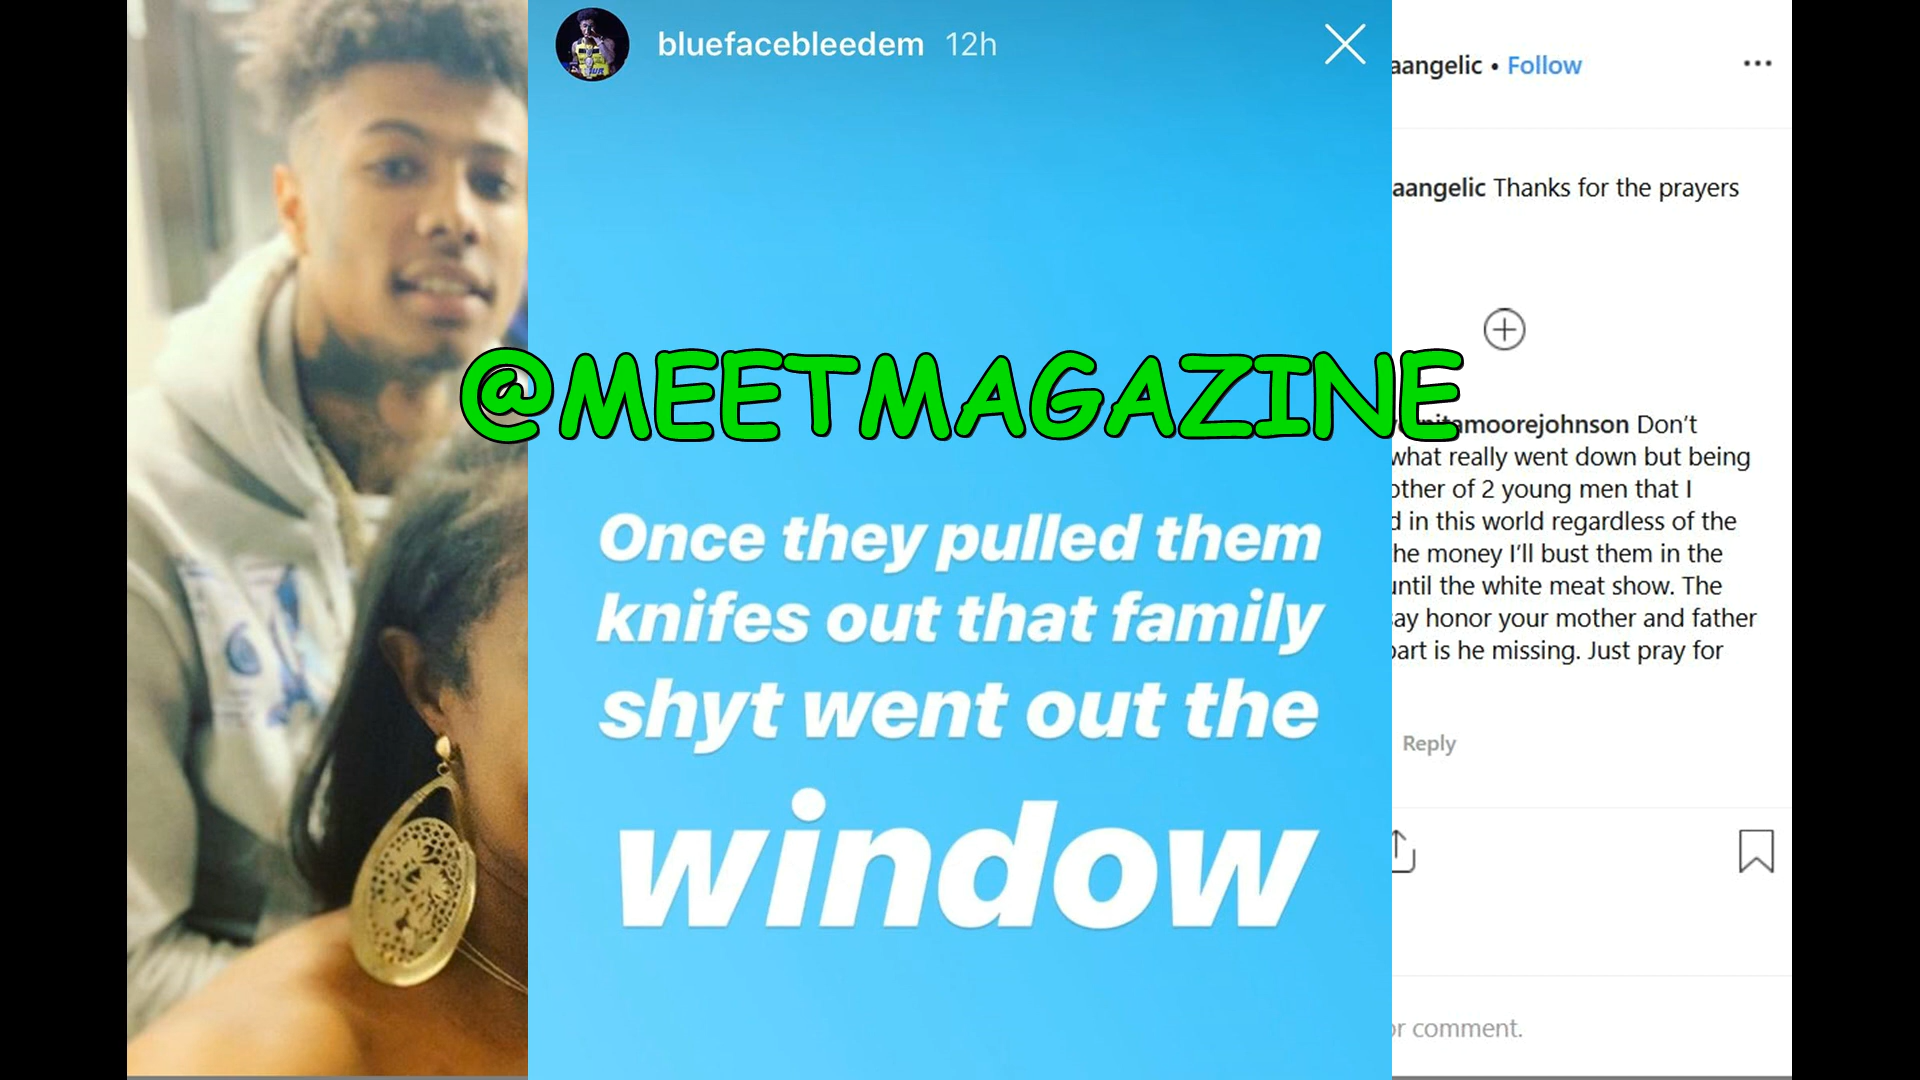 bluefacebleedem 12h
@MEETMAGAZINE
Once they pulled them
knifes out that family
shyt went out the
window
aangelic • Follow
aangelic Thanks for the prayers
itamoorejohnson Don't
what really went down but being
other of 2 young men that I
d in this world regardless of the
he money I'll bust them in the
until the white meat show. The
say honor your mother and father
part is he missing. Just pray for
Reply
or comment.